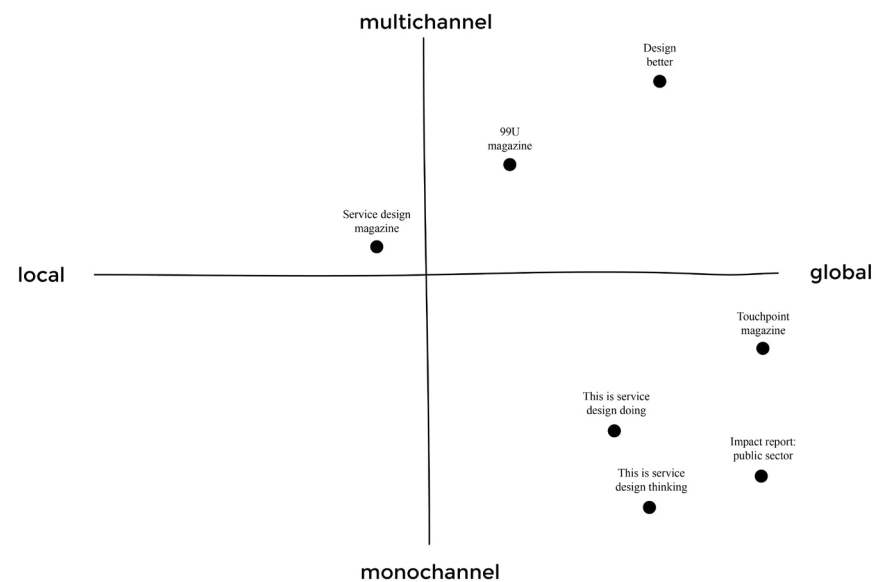 multichannel
Design
better
99U
magazine
Service design
magazine
local
global
Touchpoint
magazine
This is service
design doing
Impact report:
public sector
This is service
design thinking
monochannel